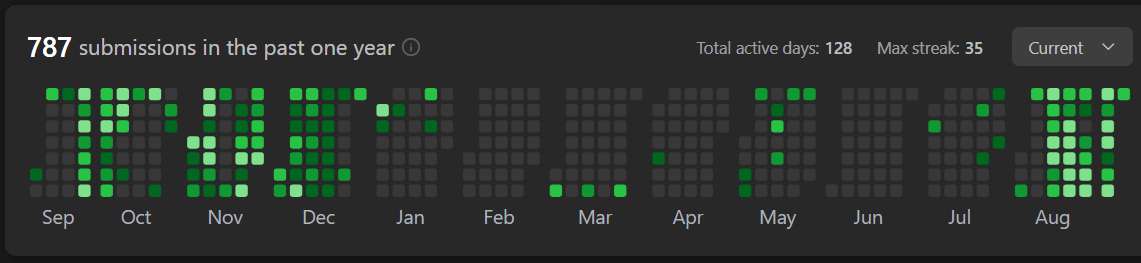 787 submissions in the past one year
Total active days: 128 Max streak: 35 Current
Sep Oct Nov Dec Jan Feb Mar Apr May Jun Jul Aug